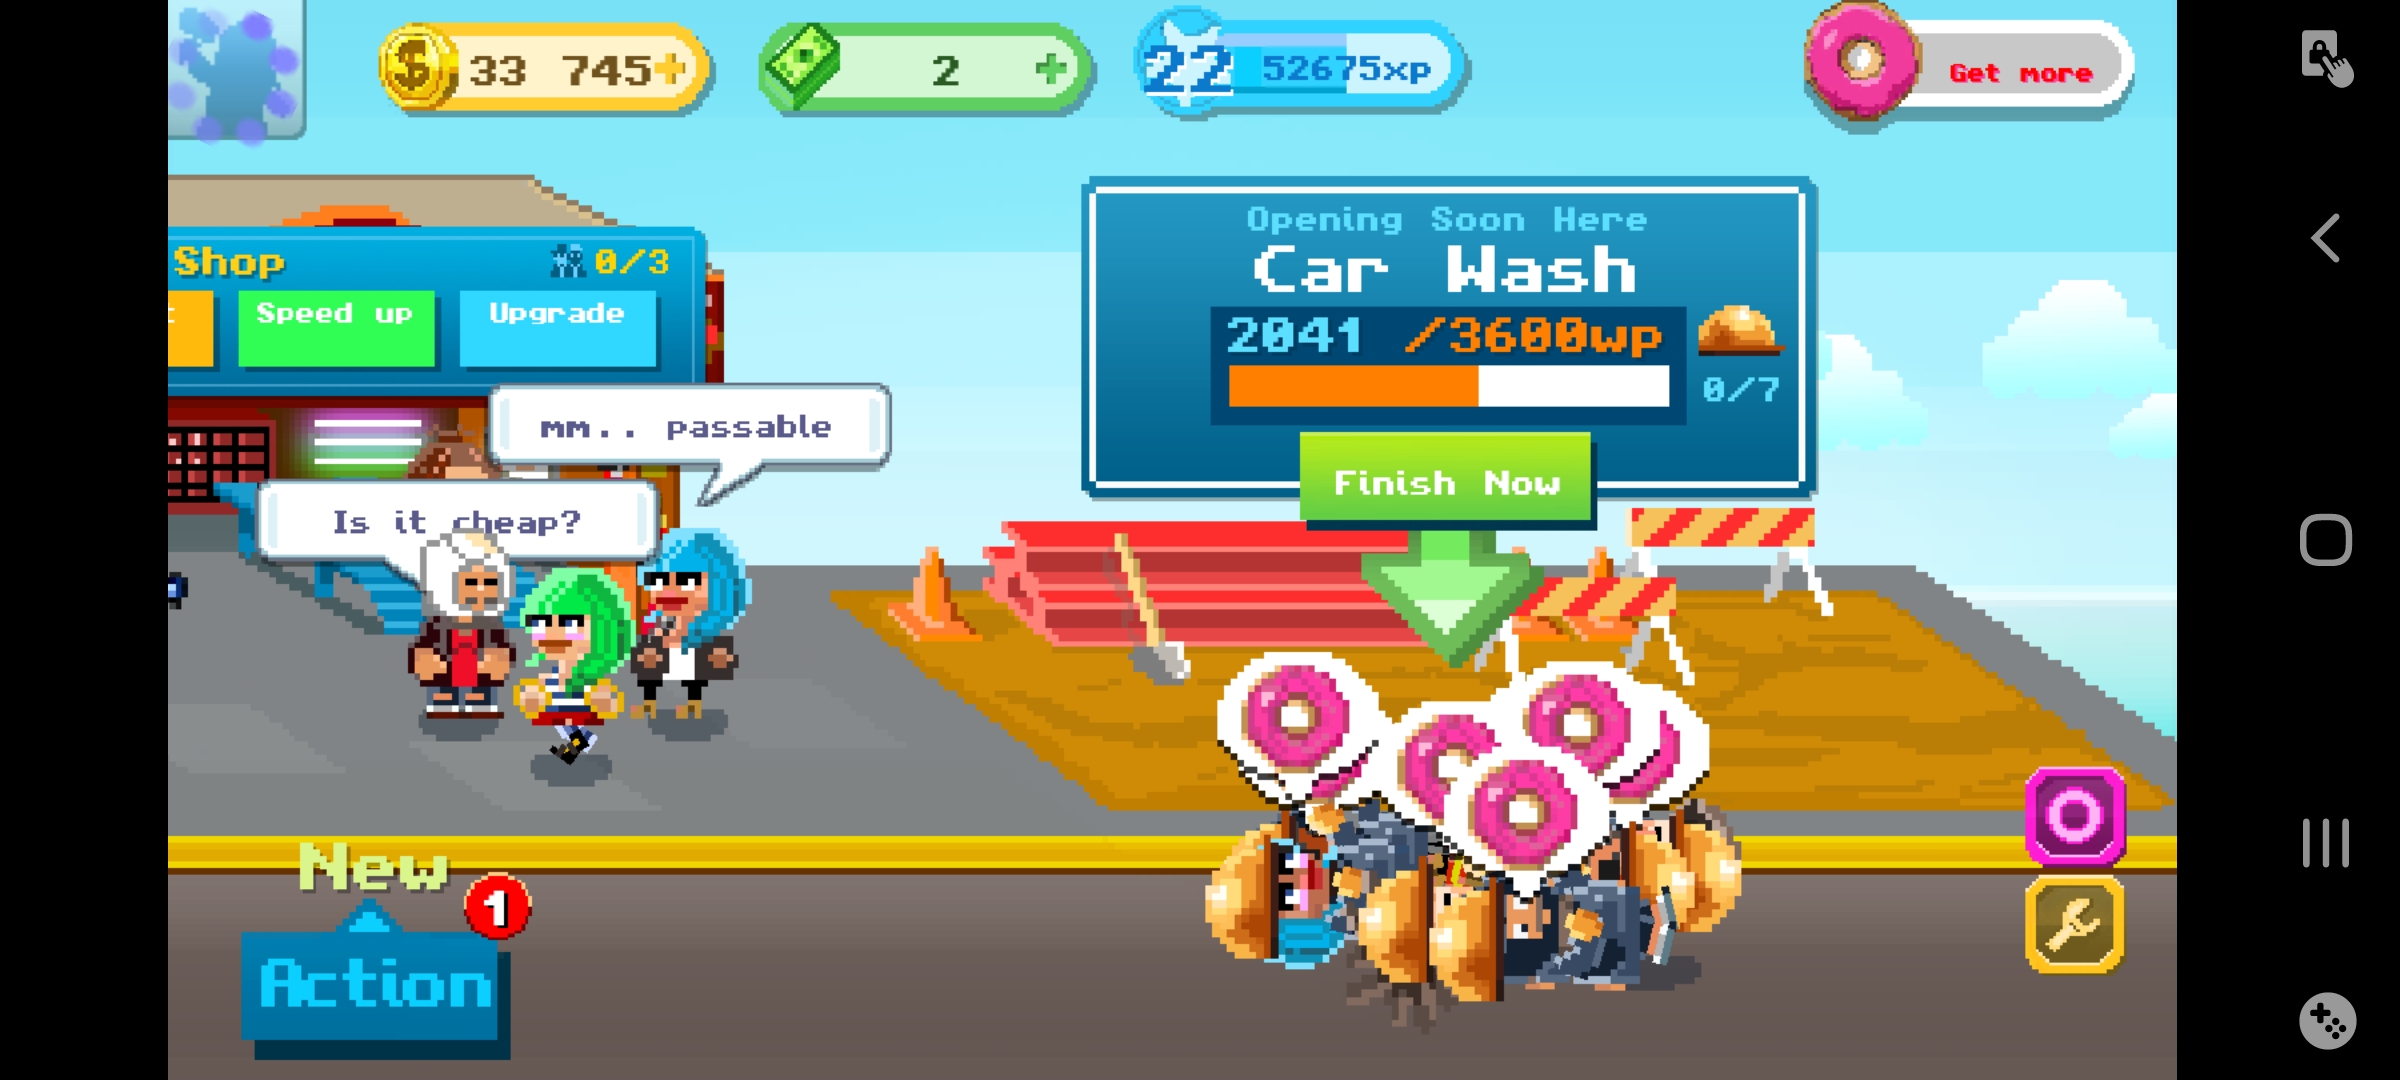 33 745+
2 +
22 52675xp
Get more
Shop 0/3
Speed up
Upgrade
Opening Soon Here
Car Wash
2041 /3600wp
0/7
Finish Now
mm.. passable
Is it cheap?
New
1
Action